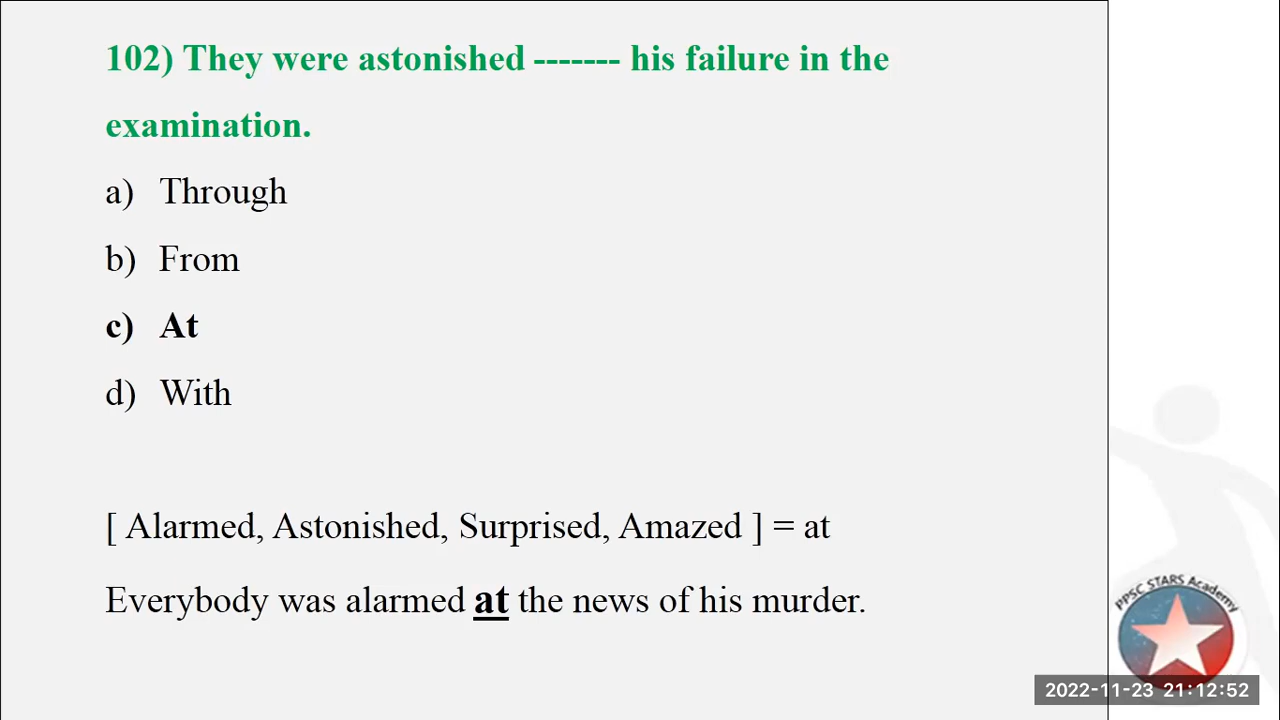 102) They were astonished ------- his failure in the
examination.
a) Through
b) From
c) At
d) With
[ Alarmed, Astonished, Surprised, Amazed ] = at
Everybody was alarmed at the news of his murder.
PPSC STARS Academy
2022-11-23 21:12:52